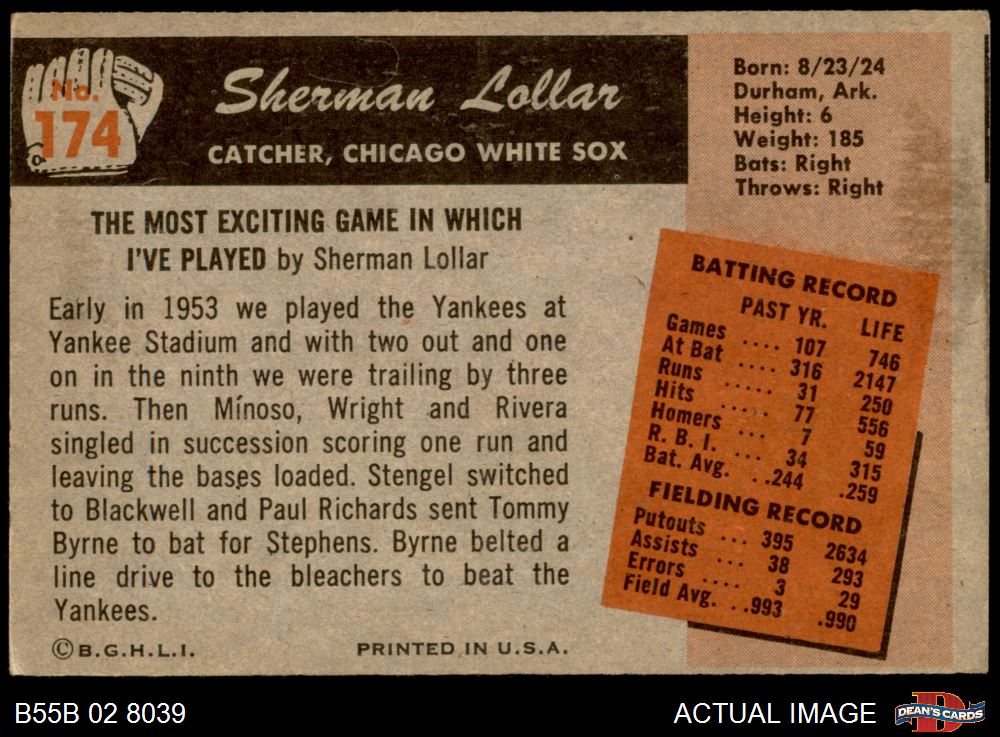 No.
174
Sherman Lollar
CATCHER, CHICAGO WHITE SOX
Born: 8/23/24
Durham, Ark.
Height: 6
Weight: 185
Bats: Right
Throws: Right
THE MOST EXCITING GAME IN WHICH
I'VE PLAYED by Sherman Lollar
Early in 1953 we played the Yankees at
Yankee Stadium and with two out and one
on in the ninth we were trailing by three
runs. Then Minoso, Wright and Rivera
singled in succession scoring one run and
leaving the bases loaded. Stengel switched
to Blackwell and Paul Richards sent Tommy
Byrne to bat for Stephens. Byrne belted a
line drive to the bleachers to beat the
Yankees.
BATTING RECORD
PAST YR. LIFE
Games .... 107 746
At Bat .... 316 2147
Runs ..... 31 250
Hits ..... 77 556
Homers ... 7 59
R. B. I. ... 34 315
Bat. Avg. ..244 .259
FIELDING RECORD
Putouts ... 395 2634
Assists ... 38 293
Errors .... 3 29
Field Avg. ..993 .990
©B.G.H.L.I. PRINTED IN U.S.A.
B55B 02 8039
ACTUAL IMAGE
DEAN'S CARDS